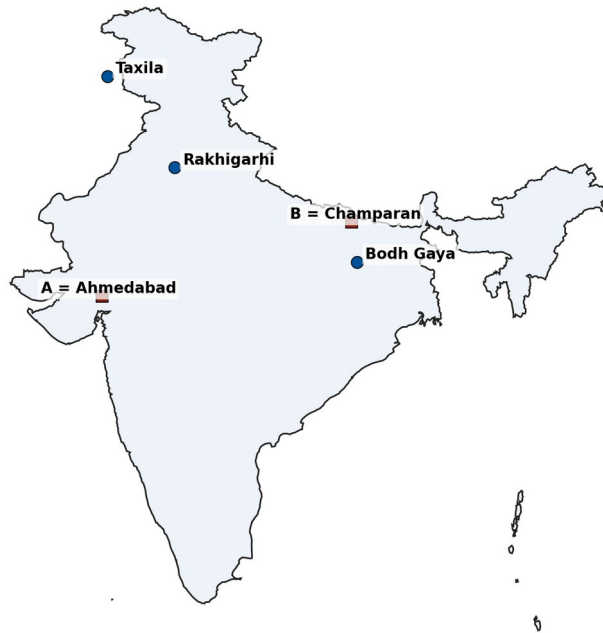 Taxila
Rakhigarhi
B = Champaran
Bodh Gaya
A = Ahmedabad